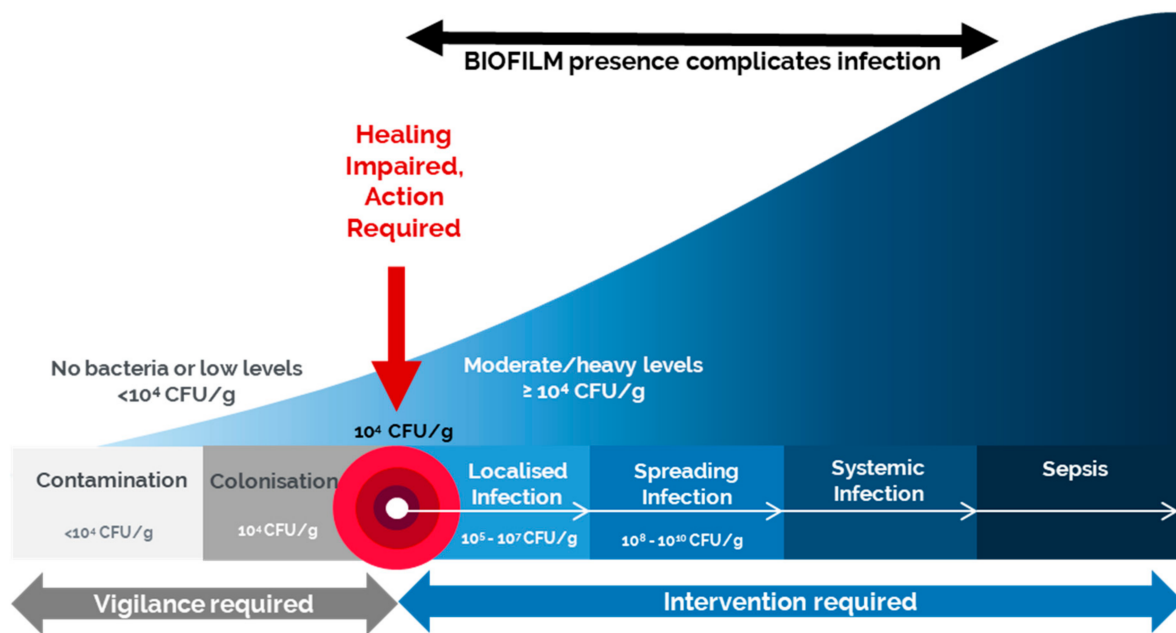 BIOFILM presence complicates infection
Healing
Impaired,
Action
Required
No bacteria or low levels
<10⁴ CFU/g
Moderate/heavy levels
≥ 10⁴ CFU/g
10⁴ CFU/g
Contamination
<10⁴ CFU/g
Colonisation
10⁴ CFU/g
Localised
Infection
10⁵ - 10⁷ CFU/g
Spreading
Infection
10⁸ - 10¹⁰ CFU/g
Systemic
Infection
Sepsis
Vigilance required
Intervention required